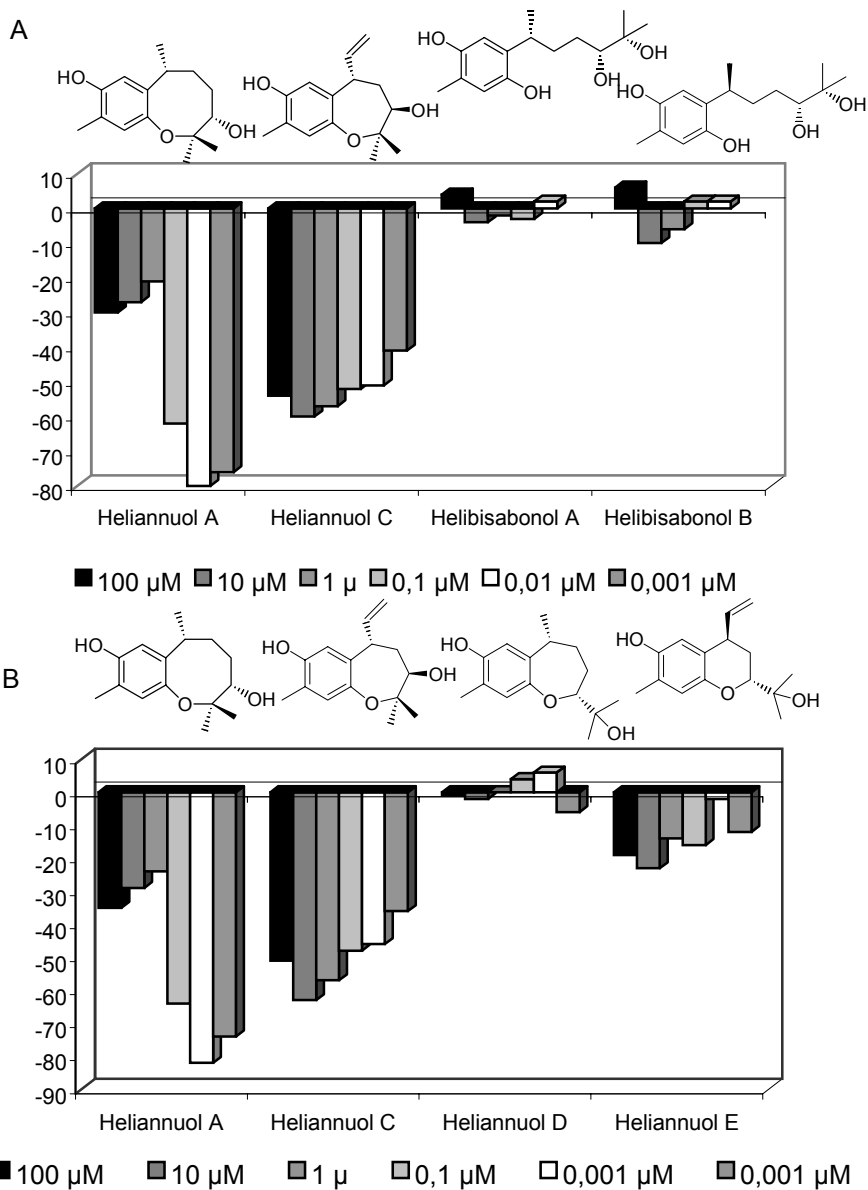 A
HO
O
OH
HO
O
OH
HO
OH
OH
OH
HO
OH
OH
OH
10
0
-10
-20
-30
-40
-50
-60
-70
-80
Heliannuol A Heliannuol C Helibisabonol A Helibisabonol B
100 µM 10 µM 1 µ 0,1 µM 0,01 µM 0,001 µM
B
HO
O
OH
HO
O
OH
HO
O
OH
HO
O
OH
10
0
-10
-20
-30
-40
-50
-60
-70
-80
-90
Heliannuol A Heliannuol C Heliannuol D Heliannuol E
100 µM 10 µM 1 µ 0,1 µM 0,001 µM 0,001 µM